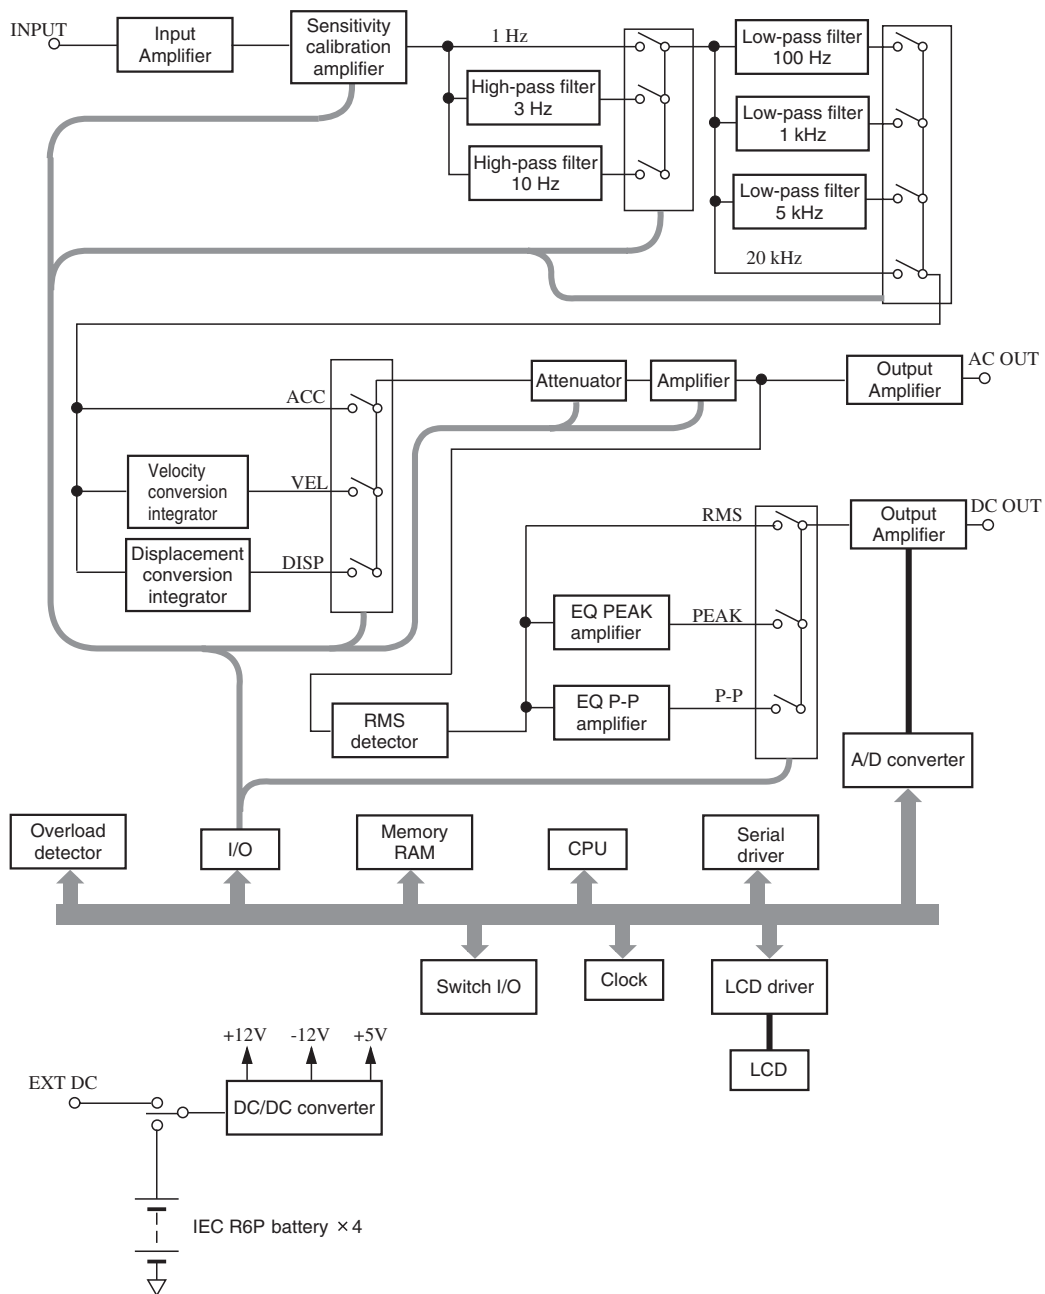 INPUT
Input
Amplifier
Sensitivity
calibration
amplifier
1 Hz
High-pass filter
3 Hz
High-pass filter
10 Hz
Low-pass filter
100 Hz
Low-pass filter
1 kHz
Low-pass filter
5 kHz
20 kHz
ACC
Attenuator
Amplifier
Output
Amplifier
AC OUT
Velocity
conversion
integrator
VEL
Displacement
conversion
integrator
DISP
RMS
Output
Amplifier
DC OUT
EQ PEAK
amplifier
PEAK
EQ P-P
amplifier
P-P
RMS
detector
A/D converter
Overload
detector
I/O
Memory
RAM
CPU
Serial
driver
Switch I/O
Clock
LCD driver
LCD
+12V
-12V
+5V
EXT DC
DC/DC converter
IEC R6P battery ×4